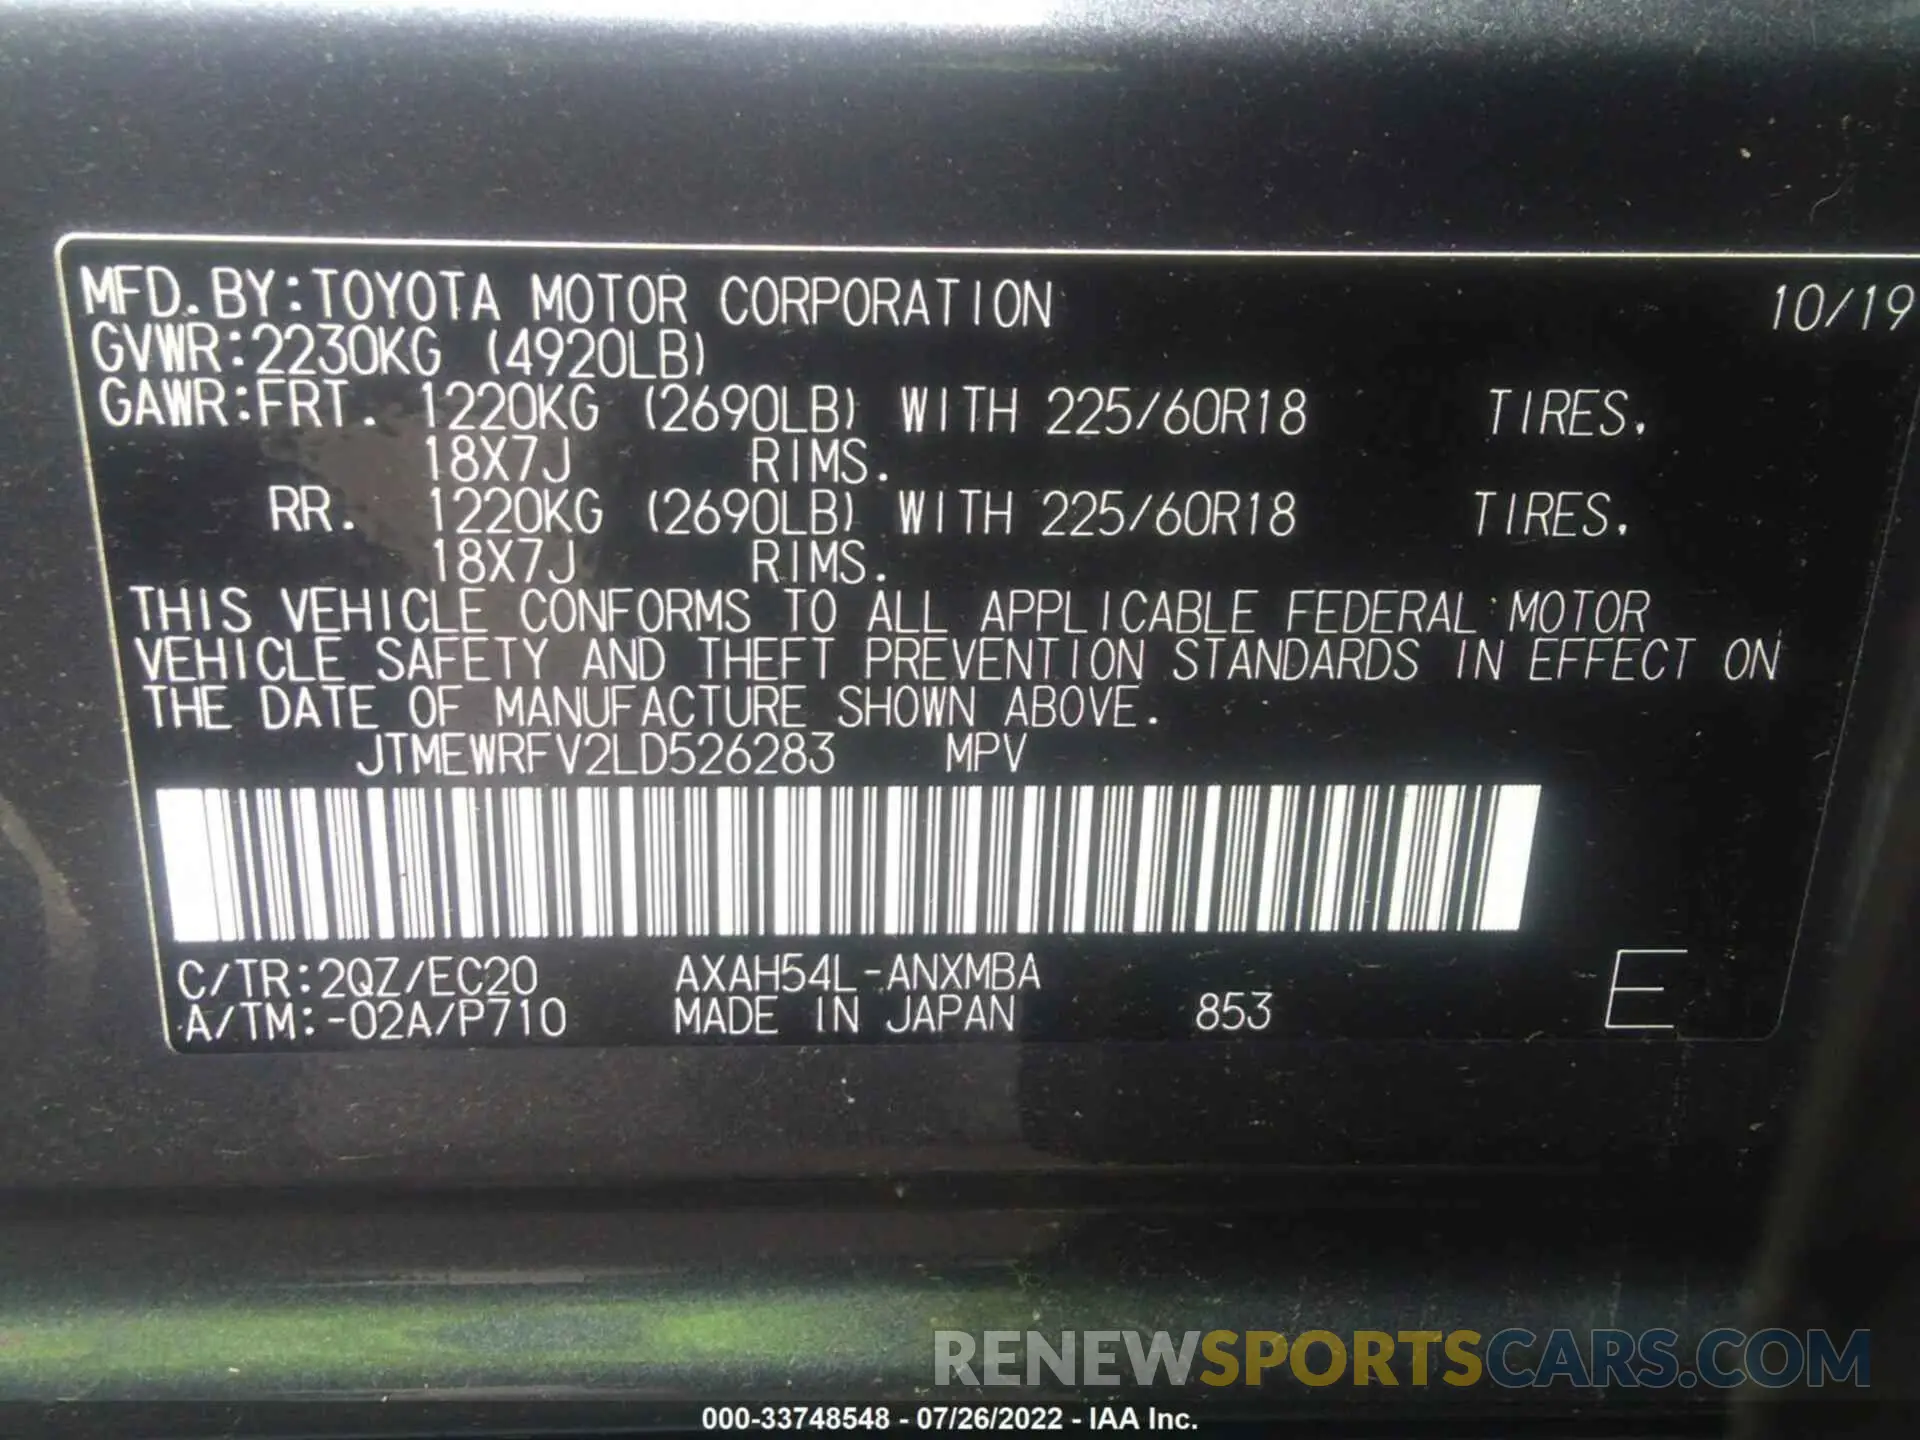 MFD. BY:TOYOTA MOTOR CORPORATION 10/19
GVWR:2230KG (4920LB)
GAWR:FRT. 1220KG (2690LB) WITH 225/60R18 TIRES.
18X7J RIMS.
RR. 1220KG (2690LB) WITH 225/60R18 TIRES.
18X7J RIMS.
THIS VEHICLE CONFORMS TO ALL APPLICABLE FEDERAL MOTOR
VEHICLE SAFETY AND THEFT PREVENTION STANDARDS IN EFFECT ON
THE DATE OF MANUFACTURE SHOWN ABOVE.
JTMEWRFV2LD526283 MPV
C/TR:2QZ/EC20 AXAH54L-ANXMBA
A/TM:-02A/P710 MADE IN JAPAN 853 E
RENEWSPORTSCARS.COM
000-33748548 - 07/26/2022 - IAA Inc.